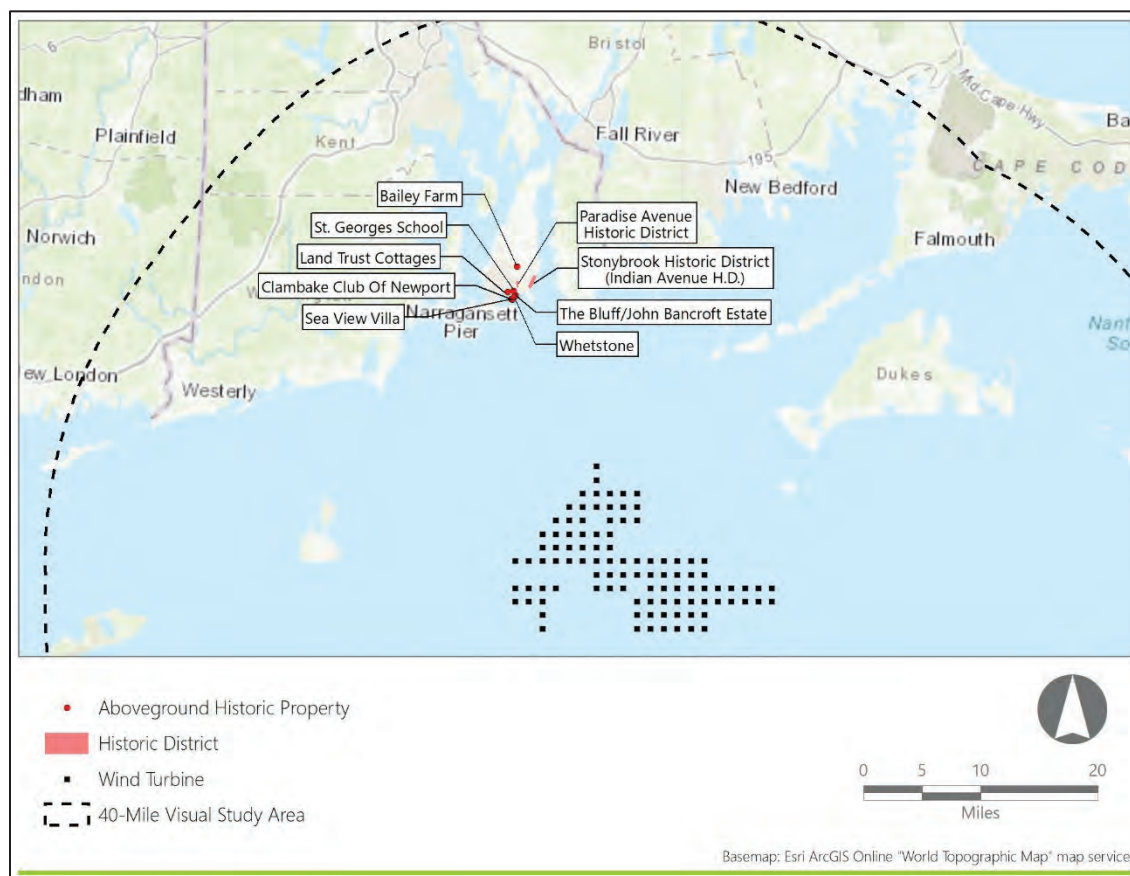 6
Bristol
dham
Mid-Cape-Hwy
Plainfield
Kent
Fall River
Ba
195
CAPE COD
New Bedford
Bailey Farm
Paradise Avenue
Historic District
St. Georges School
Norwich
Falmouth
Land Trust Cottages
Stonybrook Historic District
(Indian Avenue H.D.)
ndon
Clambake Club Of Newport
Narragansett
Pier
Sea View Villa
The Bluff/John Bancroft Estate
Nant
So
Whetstone
ew London
Westerly
Dukes
Aboveground Historic Property
Historic District
Wind Turbine
40-Mile Visual Study Area
0 5 10 20
Miles
Basemap: Esri ArcGIS Online "World Topographic Map" map service